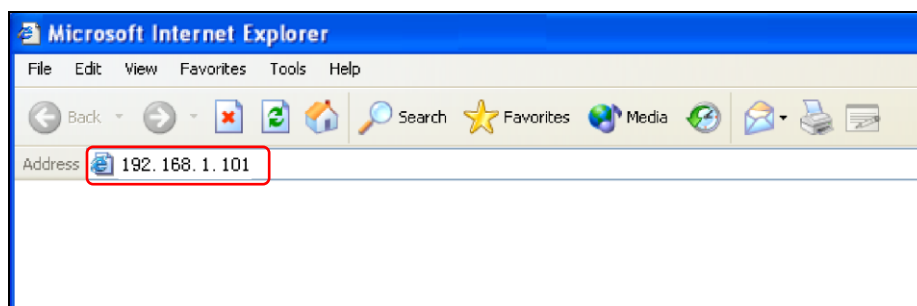 Microsoft Internet Explorer
File Edit View Favorites Tools Help
Back Search Favorites Media
Address 192.168.1.101